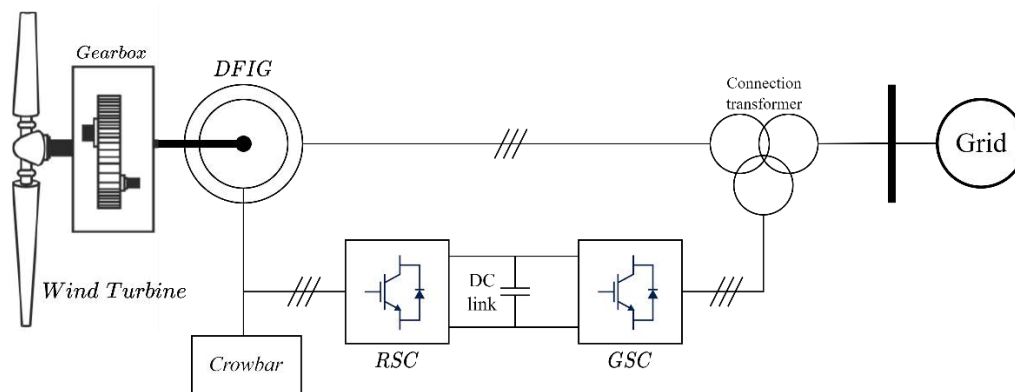 Gearbox
DFIG
Connection
transformer
Grid
Wind Turbine
DC
link
Crowbar
RSC
GSC